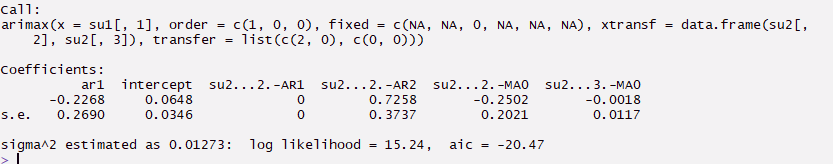 Call:
arimax(x = su1[, 1], order = c(1, 0, 0), fixed = c(NA, NA, 0, NA, NA, NA), xtransf = data.frame(su2[,
2], su2[, 3]), transfer = list(c(2, 0), c(0, 0)))
Coefficients:
ar1 intercept su2...2.-AR1 su2...2.-AR2 su2...2.-MA0 su2...3.-MA0
-0.2268 0.0648 0 0.7258 -0.2502 -0.0018
s.e. 0.2690 0.0346 0 0.3737 0.2021 0.0117
sigma^2 estimated as 0.01273: log likelihood = 15.24, aic = -20.47
>